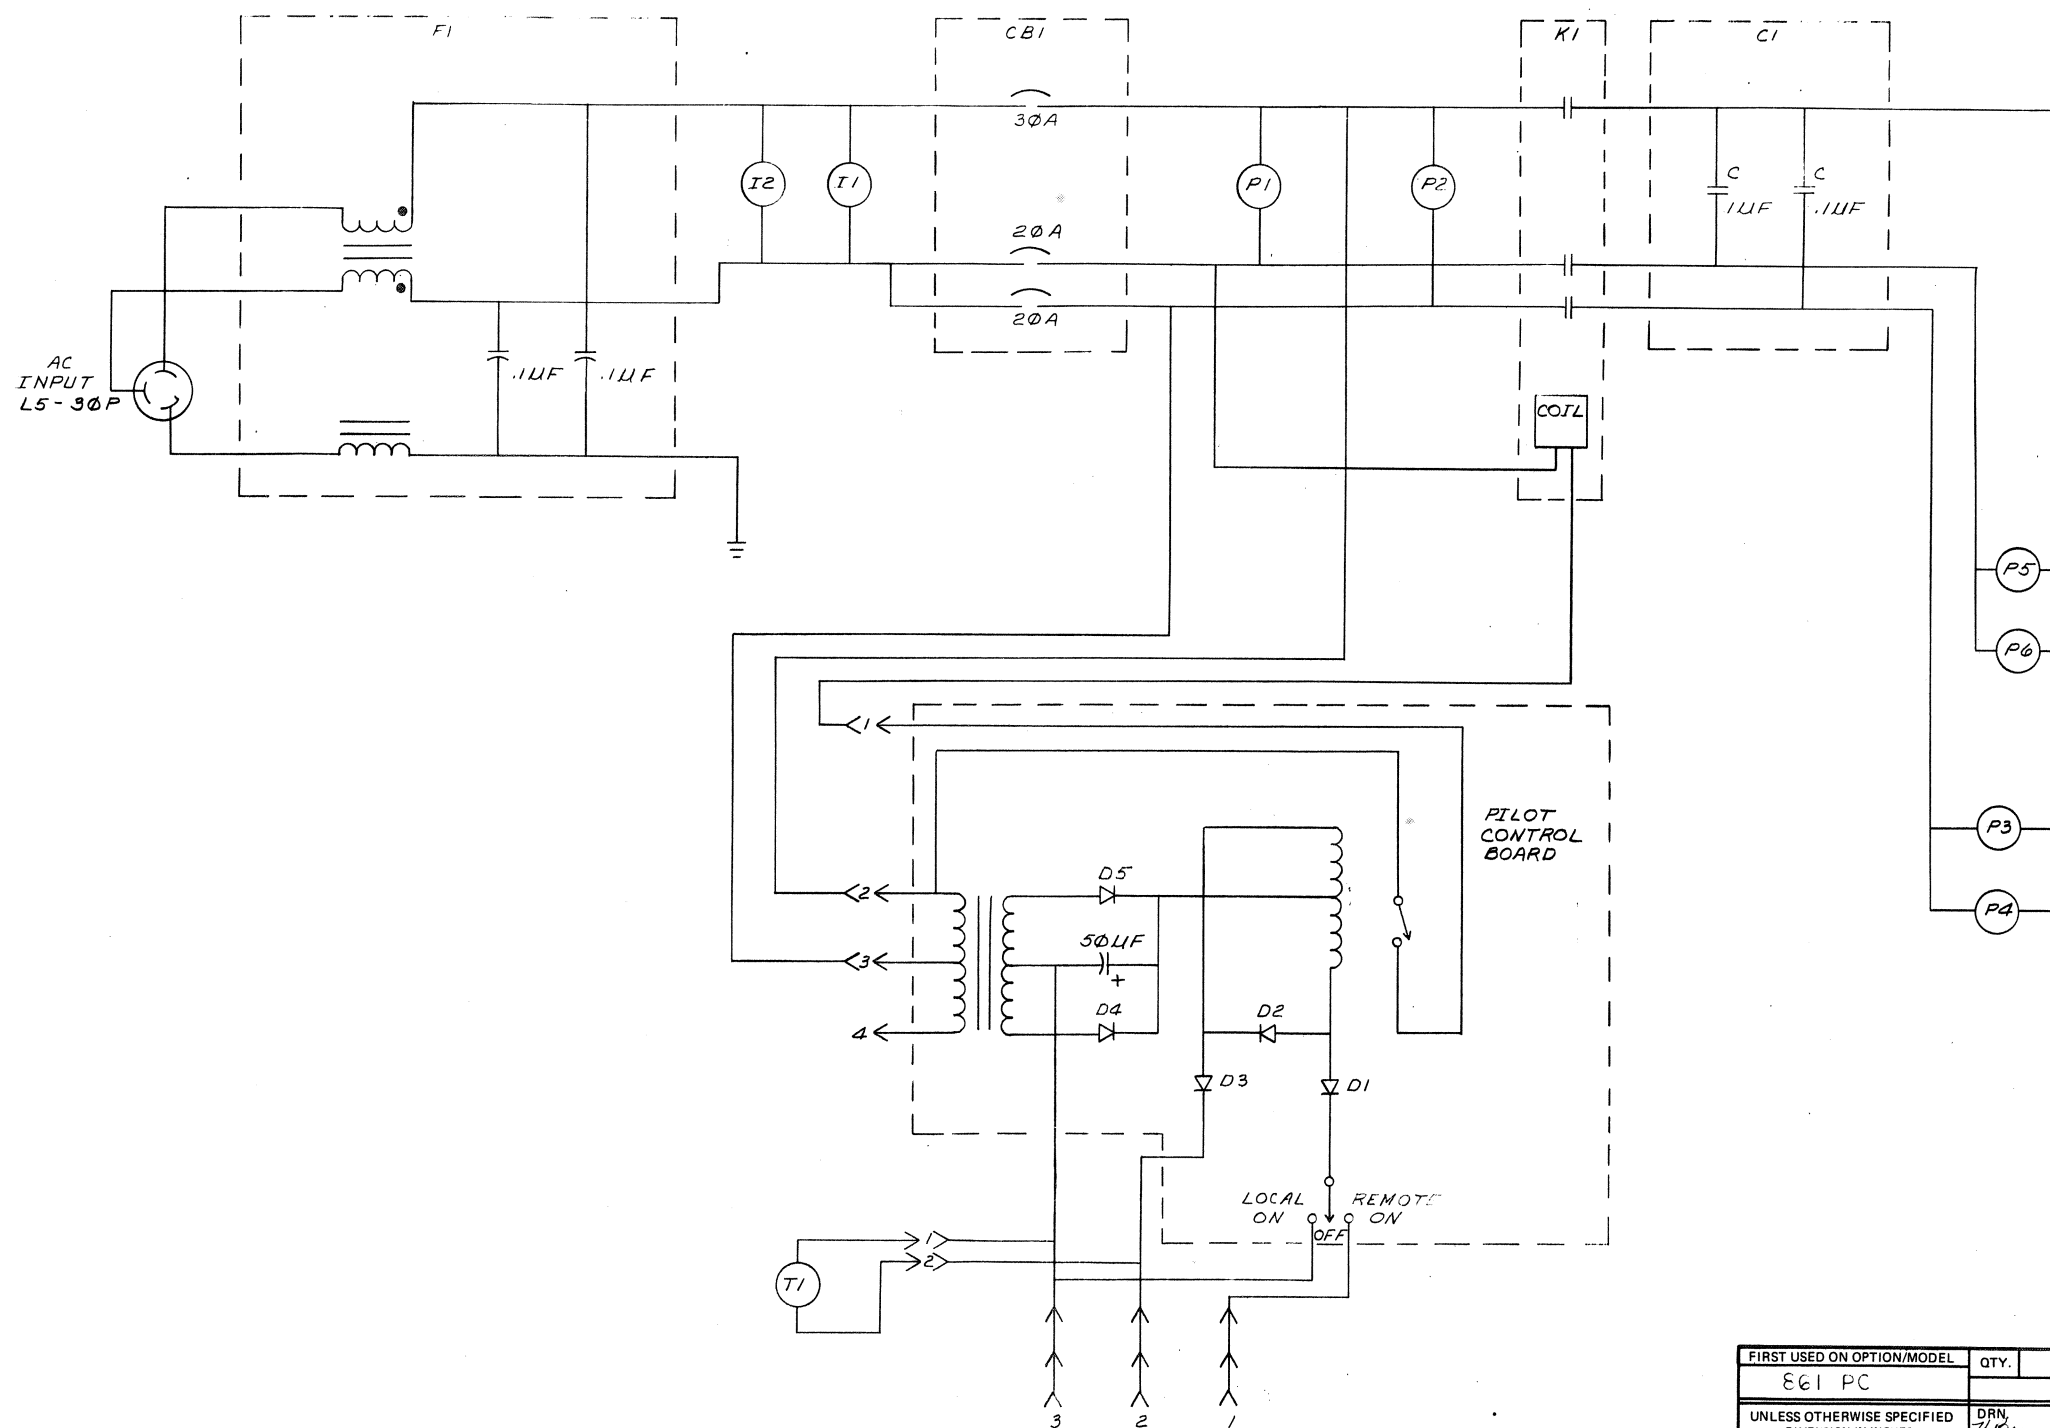 F1
CB1
K1
C1
30A
I2
I1
P1
P2
C
.1UF
C
.1UF
20A
20A
AC
INPUT
L5-30P
.1UF
.1UF
COIL
P5
P6
1
PILOT
CONTROL
BOARD
P3
D5
2
P4
50UF
3
+
D4
D2
4
D3
D1
LOCAL
ON
REMOTE
ON
OFF
1
2
T1
3
2
1
FIRST USED ON OPTION/MODEL
QTY.
861 PC
UNLESS OTHERWISE SPECIFIED
DRN.